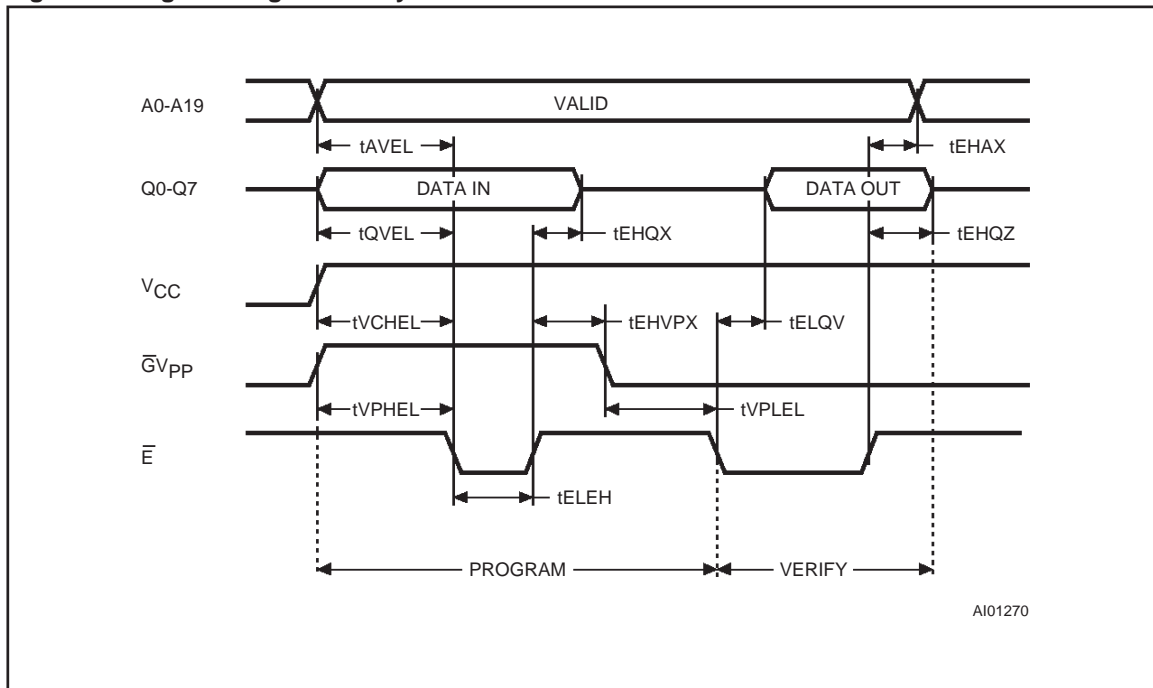 A0-A19
VALID
tAVEL
tEHAX
Q0-Q7
DATA IN
DATA OUT
tQVEL
tEHQX
tEHQZ
VCC
tVCHEL
tEHVPX
tELQV
G̅VPP
tVPHEL
tVPLEL
E̅
tELEH
PROGRAM
VERIFY
AI01270